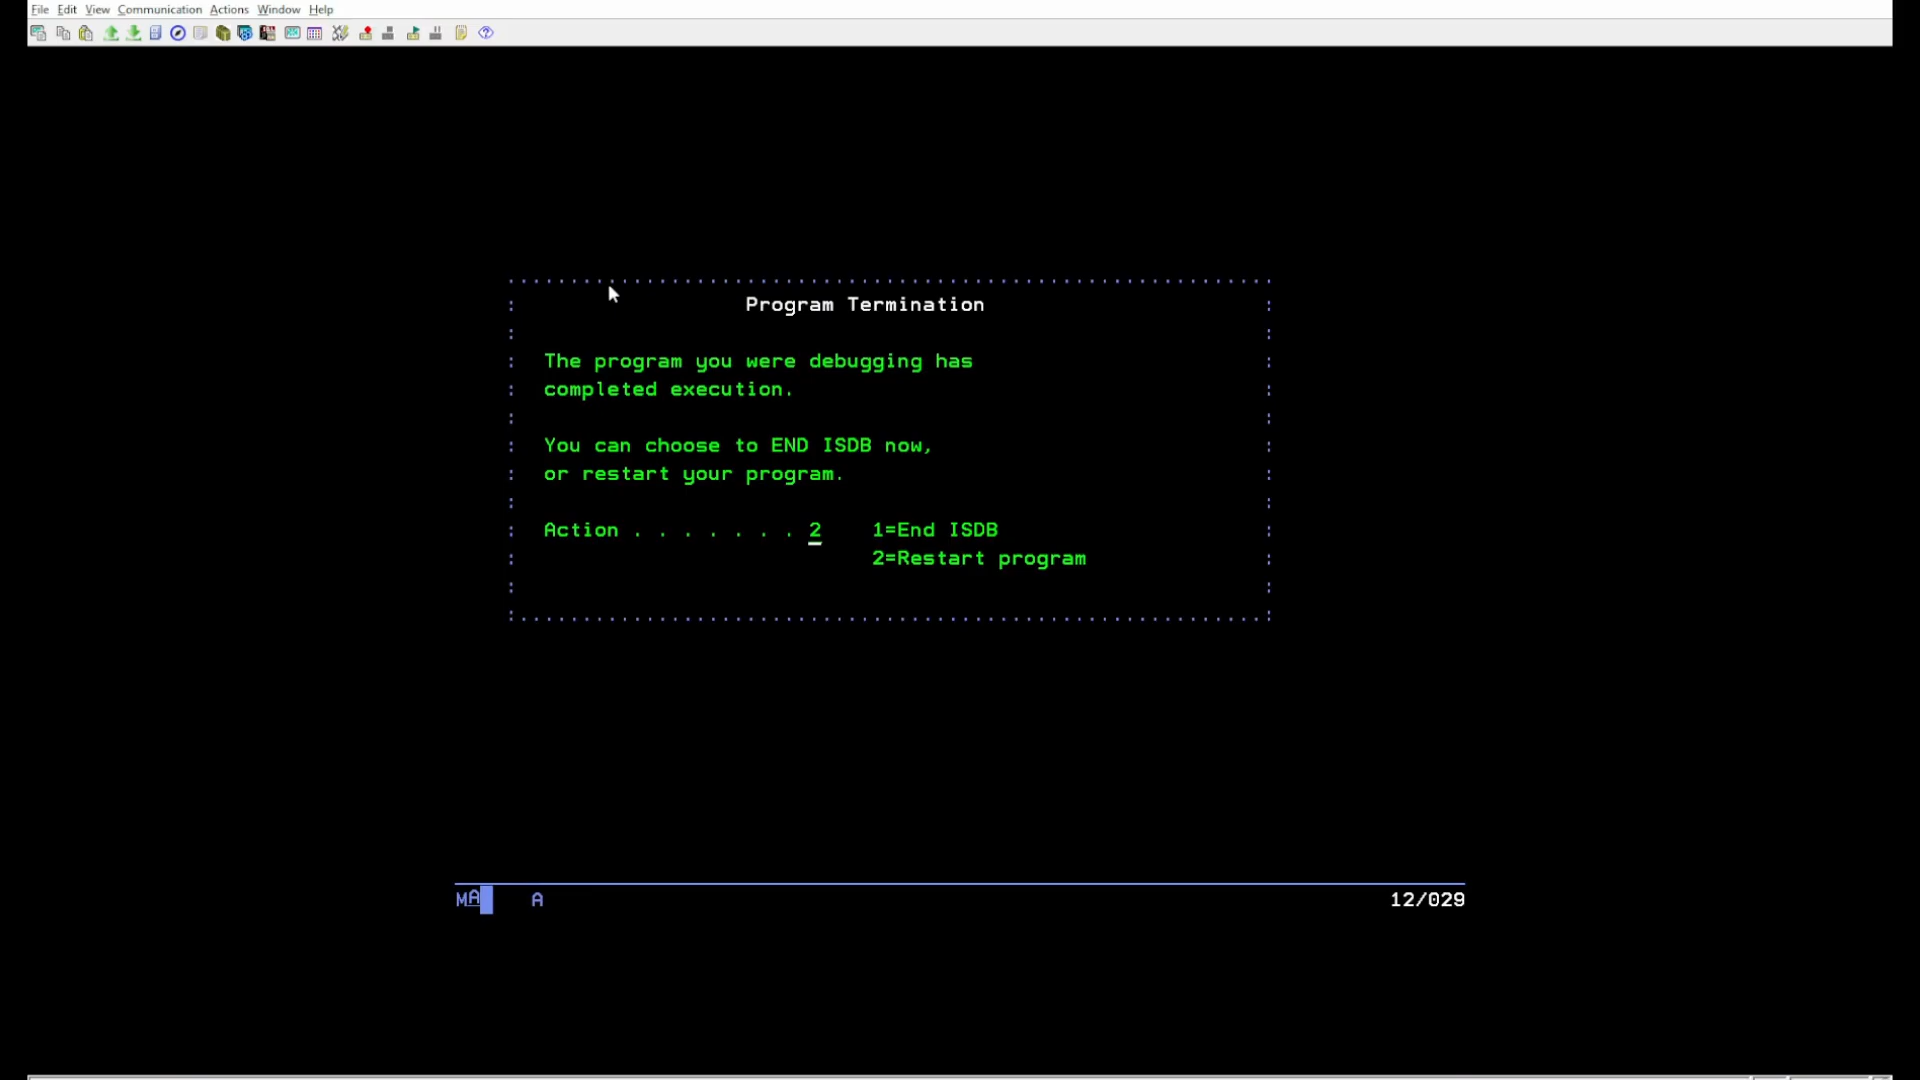 File Edit View Communication Actions Window Help
Program Termination
The program you were debugging has
completed execution.
You can choose to END ISDB now,
or restart your program.
Action . . . . . . . 2 1=End ISDB
2=Restart program
MA A 12/029